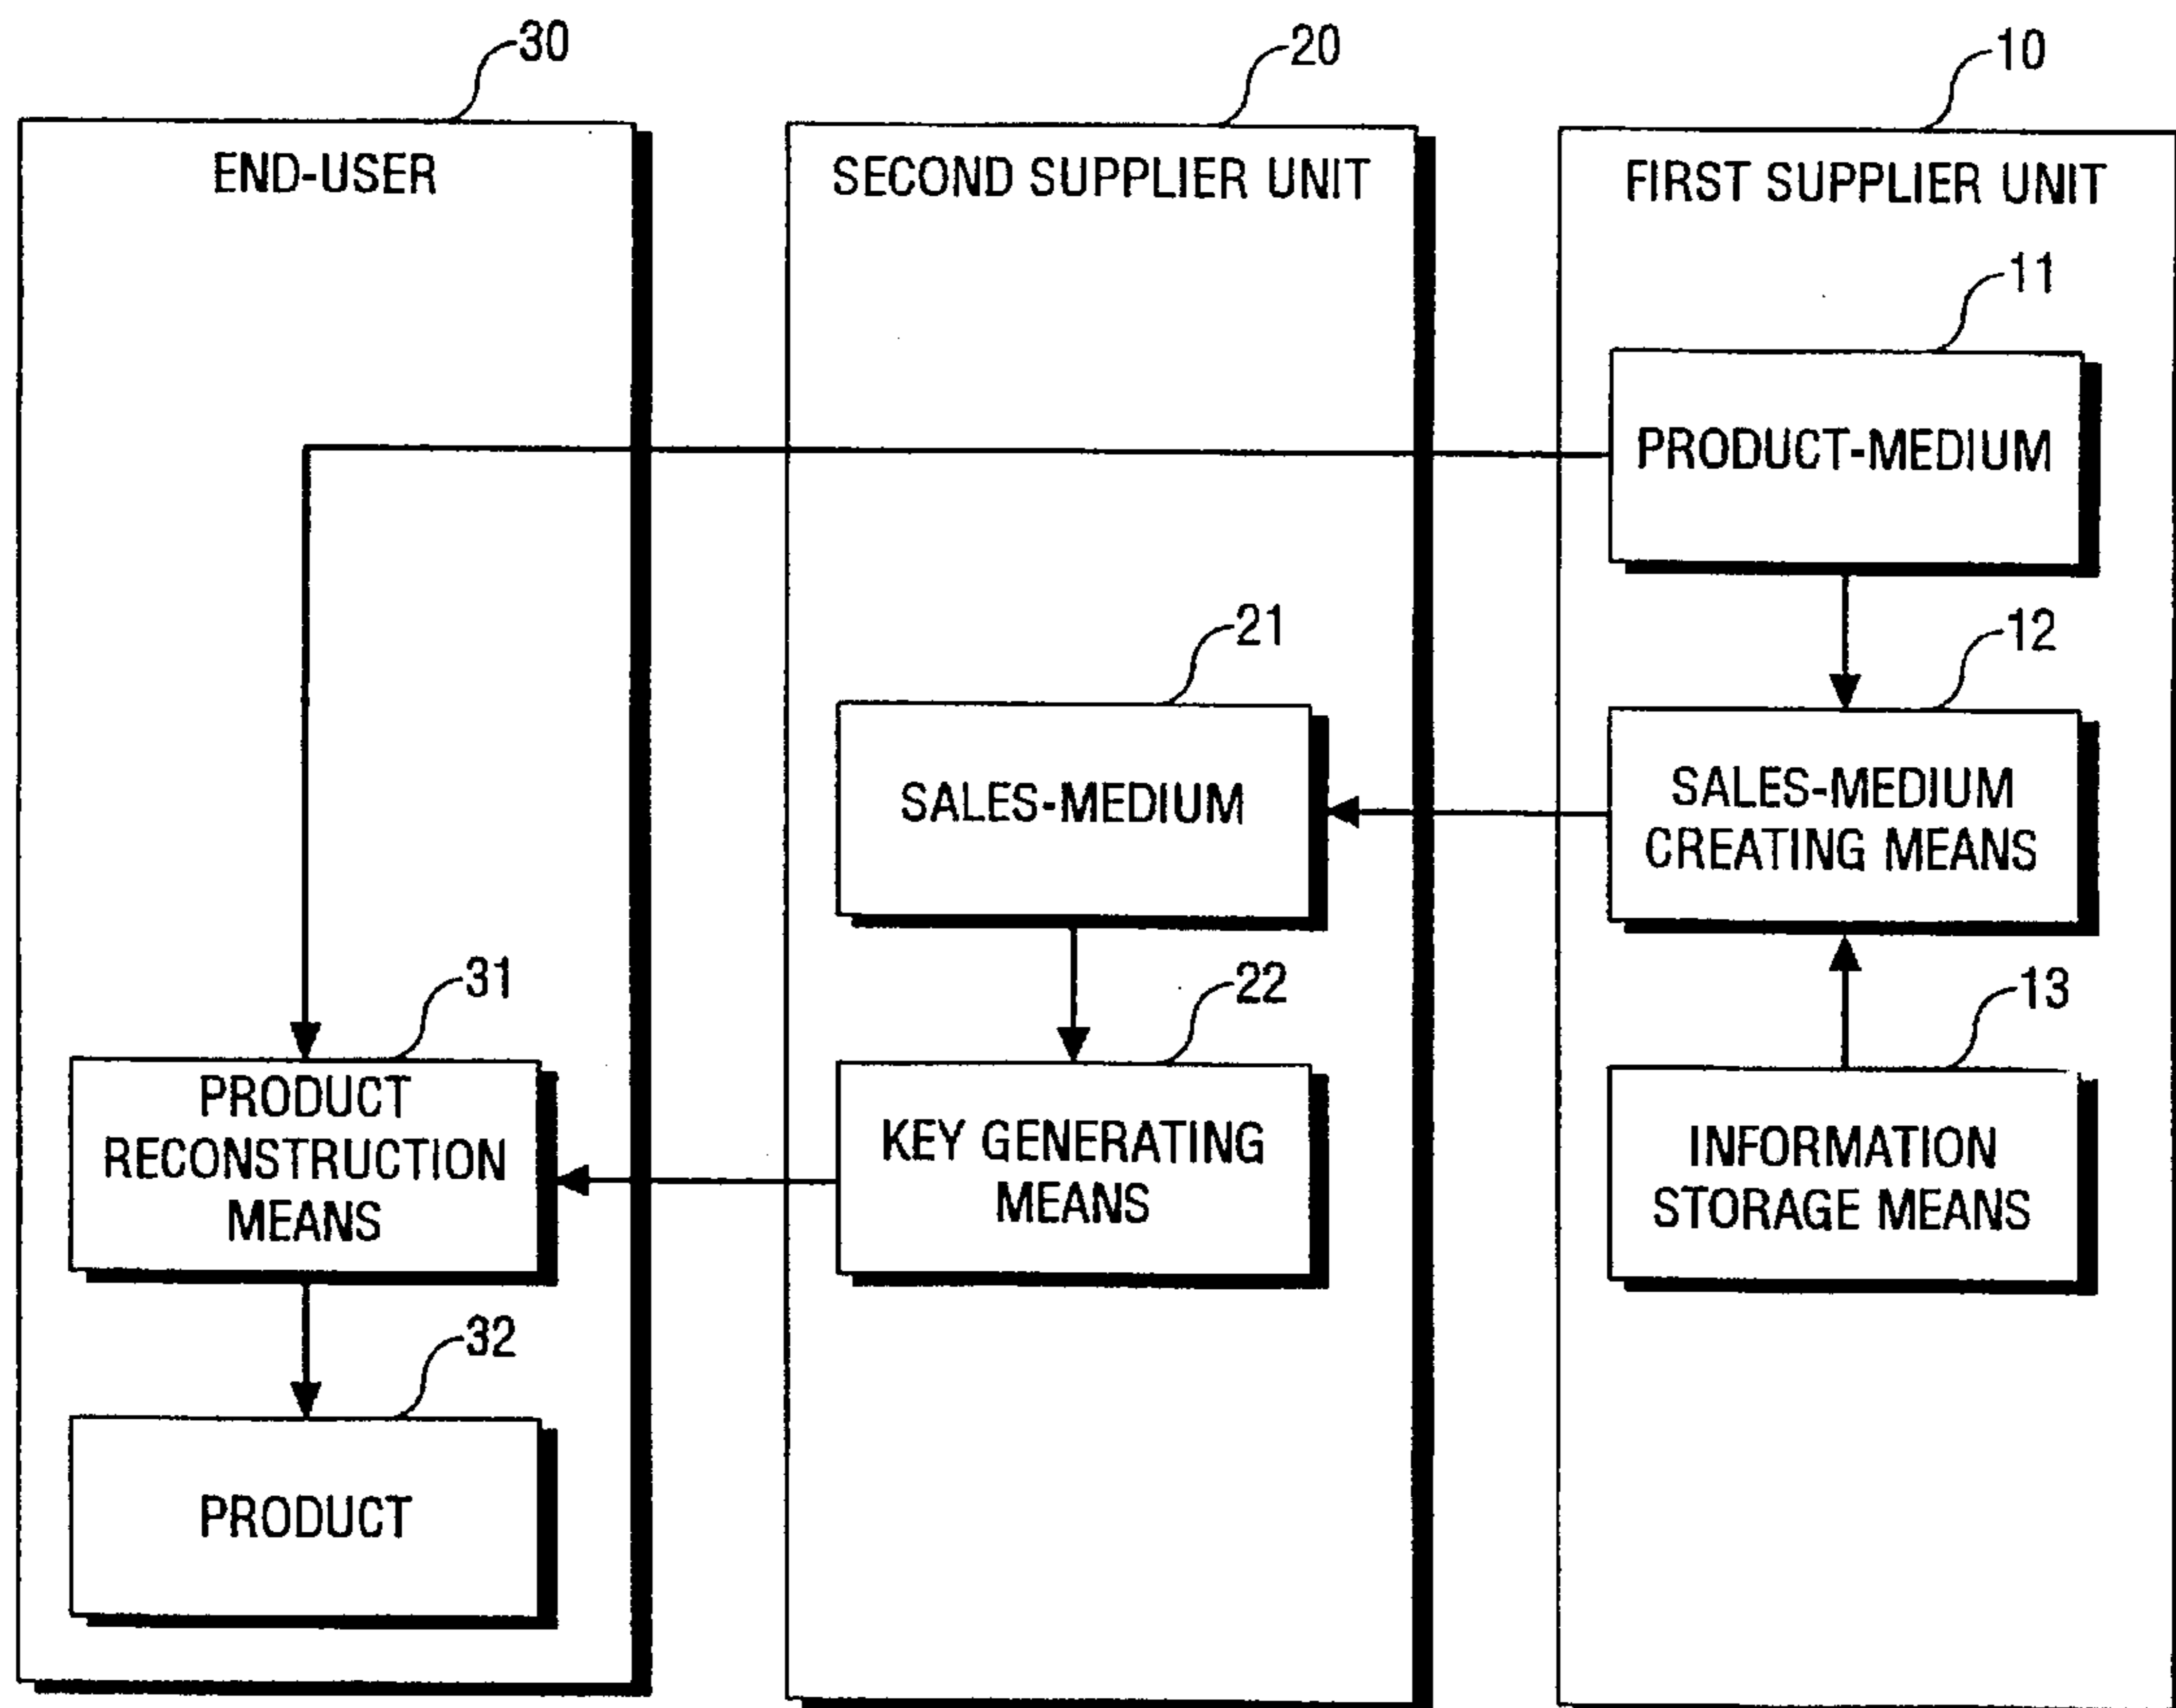 30
20
10
END-USER
SECOND SUPPLIER UNIT
FIRST SUPPLIER UNIT
11
PRODUCT-MEDIUM
21
12
SALES-MEDIUM
SALES-MEDIUM
CREATING MEANS
31
22
13
PRODUCT
RECONSTRUCTION
MEANS
KEY GENERATING
MEANS
INFORMATION
STORAGE MEANS
32
PRODUCT